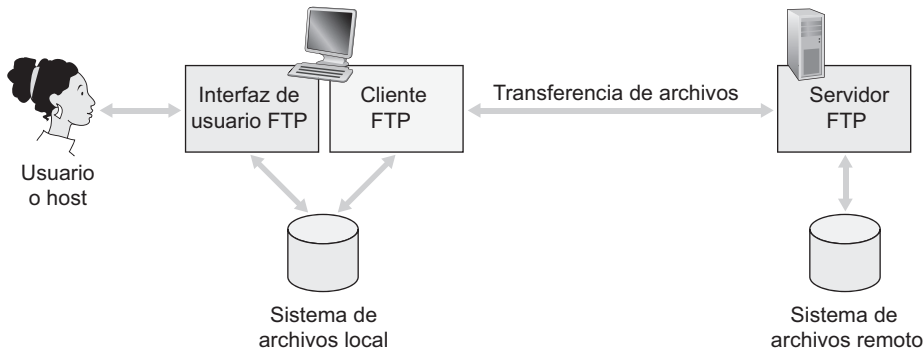 Usuario
o host
Interfaz de
usuario FTP
Cliente
FTP
Transferencia de archivos
Servidor
FTP
Sistema de
archivos local
Sistema de
archivos remoto